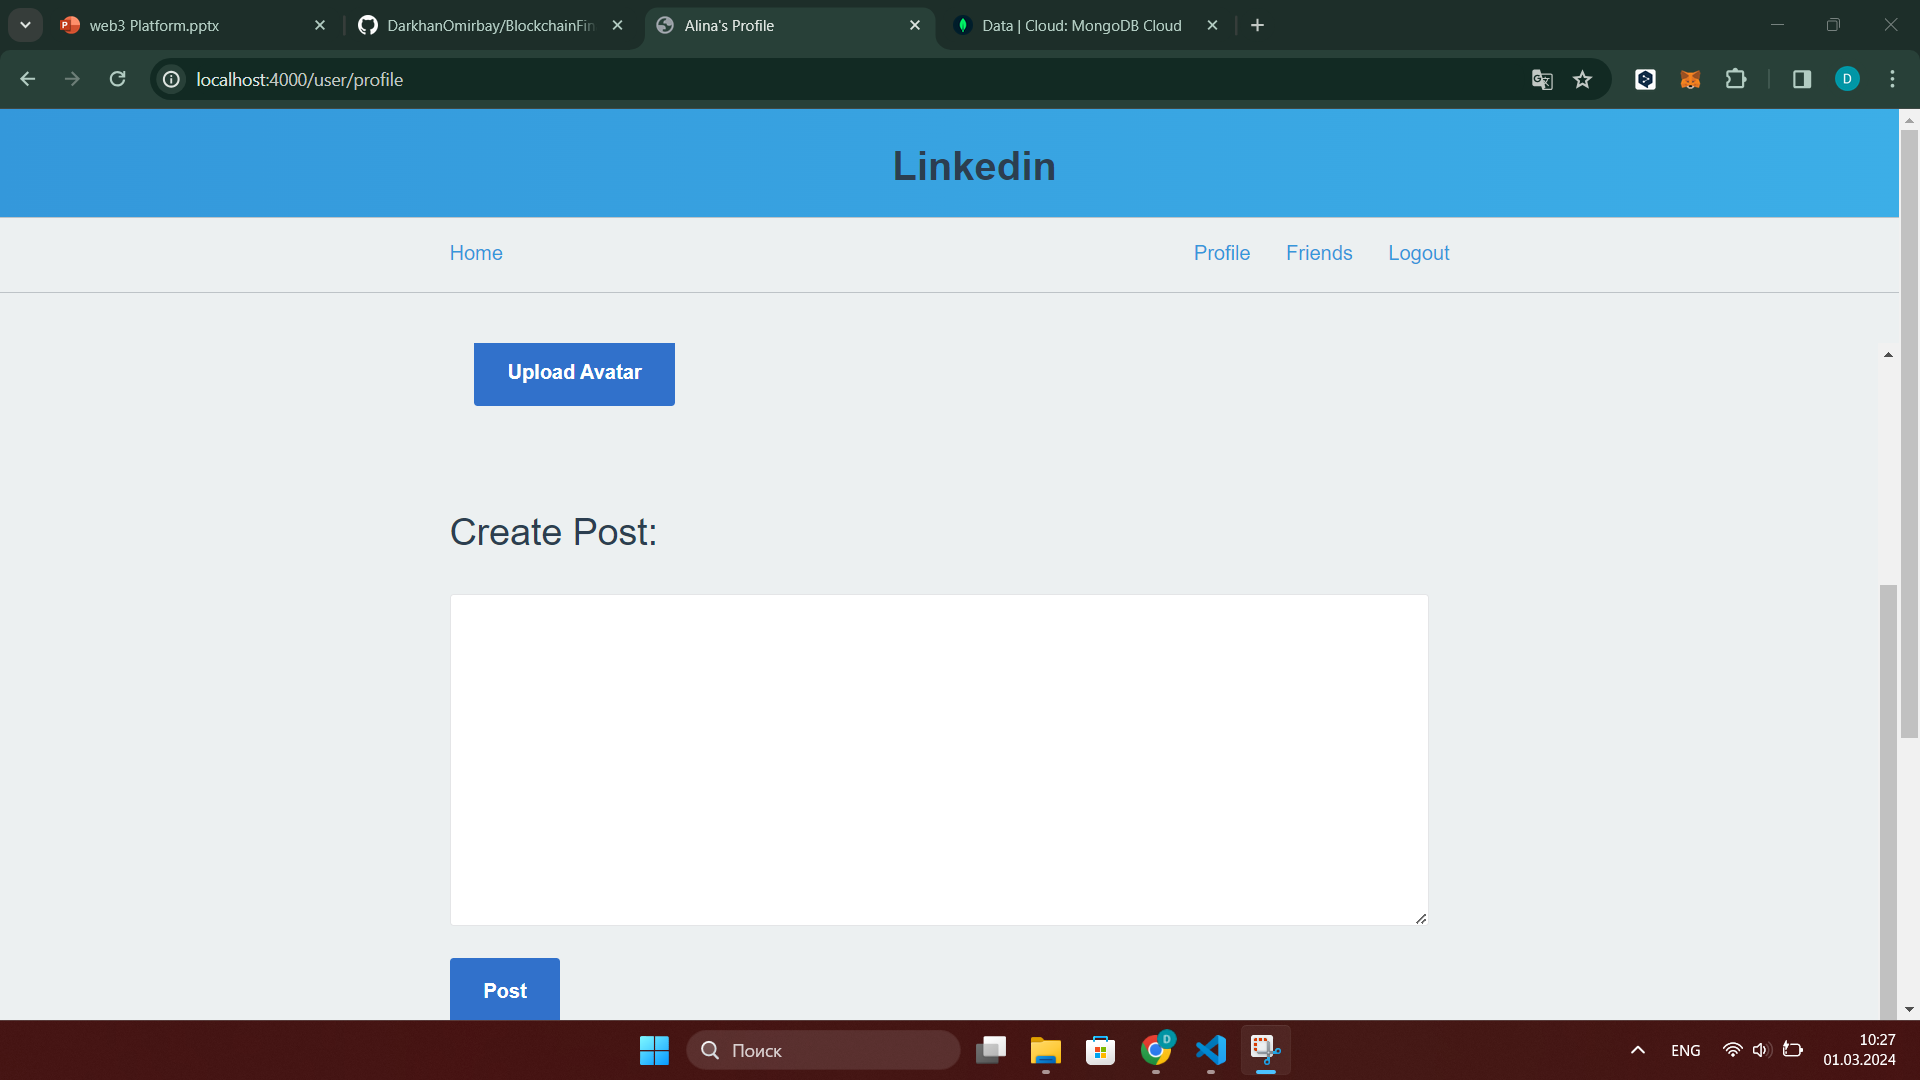 web3 Platform.pptx
DarkhanOmirbay/BlockchainFin
Alina's Profile
Data | Cloud: MongoDB Cloud
localhost:4000/user/profile
D
Linkedin
Home
Profile
Friends
Logout
Upload Avatar
Create Post:
Post
Поиск
D
ENG
10:27
01.03.2024